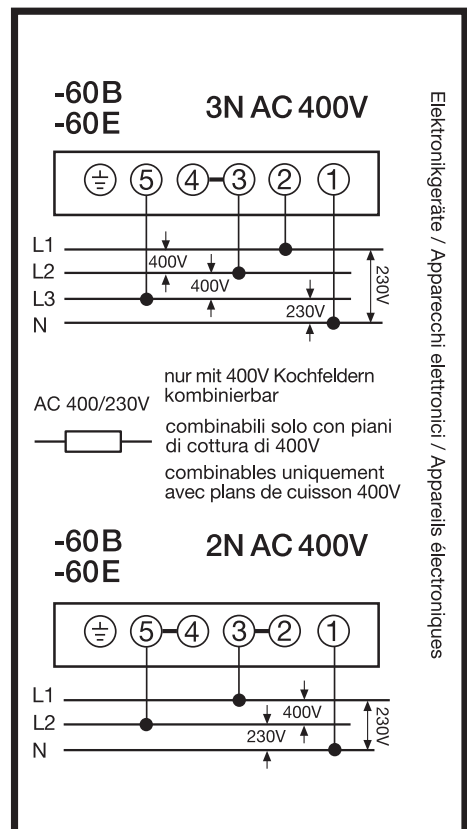 -60B
-60E
3N AC 400V
⏚ 5 4 3 2 1
L1
L2
L3
N
400V
400V
230V
230V
AC 400/230V
nur mit 400V Kochfeldern
kombinierbar
combinabili solo con piani
di cottura di 400V
combinables uniquement
avec plans de cuisson 400V
-60B
-60E
2N AC 400V
⏚ 5 4 3 2 1
L1
L2
N
400V
230V
230V
Elektronikgeräte / Apparecchi elettronici / Appareils électroniques